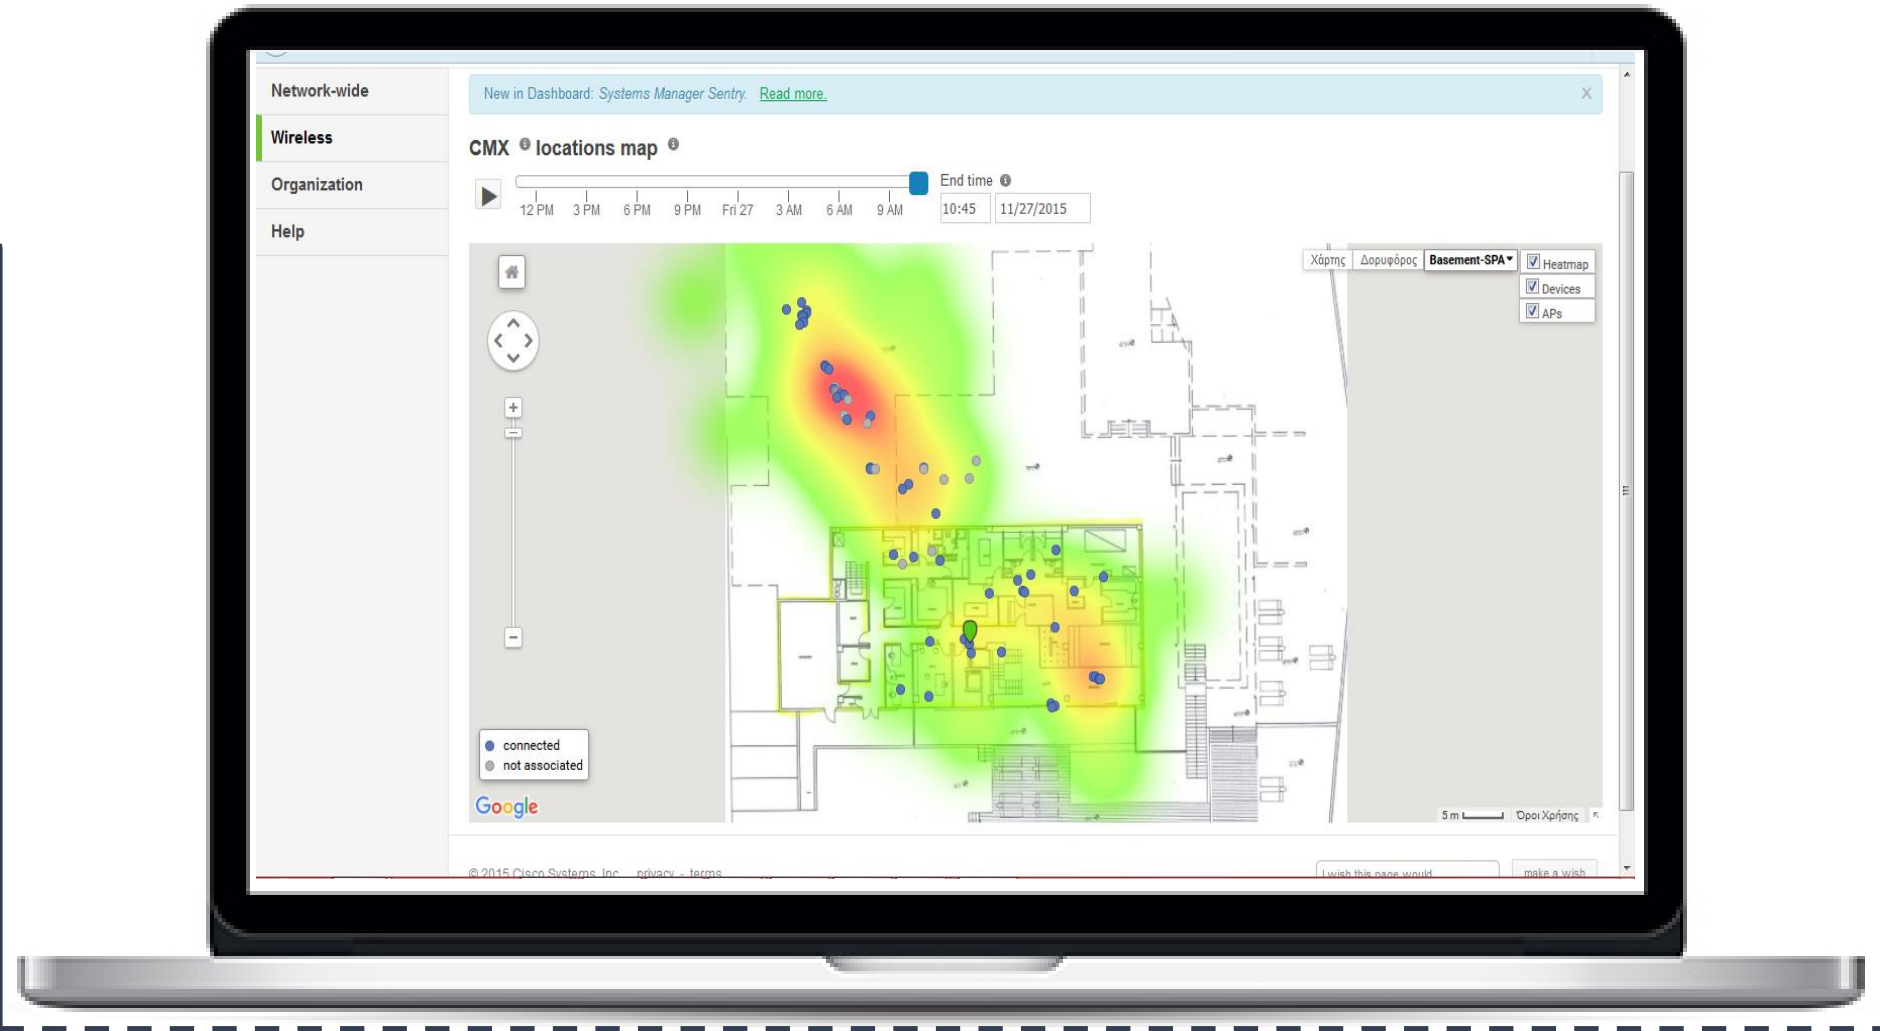 Network-wide
Wireless
Organization
Help
New in Dashboard: Systems Manager Sentry. Read more. X
CMX locations map
End time
12 PM 3 PM 6 PM 9 PM Fri 27 3 AM 6 AM 9 AM
10:45 11/27/2015
Χάρτης Δορυφόρος Basement-SPA
Heatmap
Devices
APs
connected
not associated
Google
5 m Όροι Χρήσης
© 2015 Cisco Systems, Inc. privacy - terms
I wish this page would make a wish